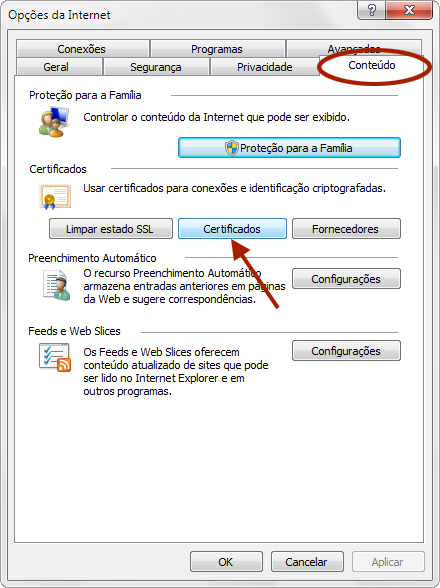 Opções da Internet
Conexões Programas Avançadas
Geral Segurança Privacidade Conteúdo
Proteção para a Família
Controlar o conteúdo da Internet que pode ser exibido.
Proteção para a Família
Certificados
Usar certificados para conexões e identificação criptografadas.
Limpar estado SSL Certificados Fornecedores
Preenchimento Automático
O recurso Preenchimento Automático
armazena entradas anteriores em páginas
da Web e sugere correspondências.
Configurações
Feeds e Web Slices
Os Feeds e Web Slices oferecem
conteúdo atualizado de sites que pode
ser lido no Internet Explorer e em
outros programas.
Configurações
OK Cancelar Aplicar